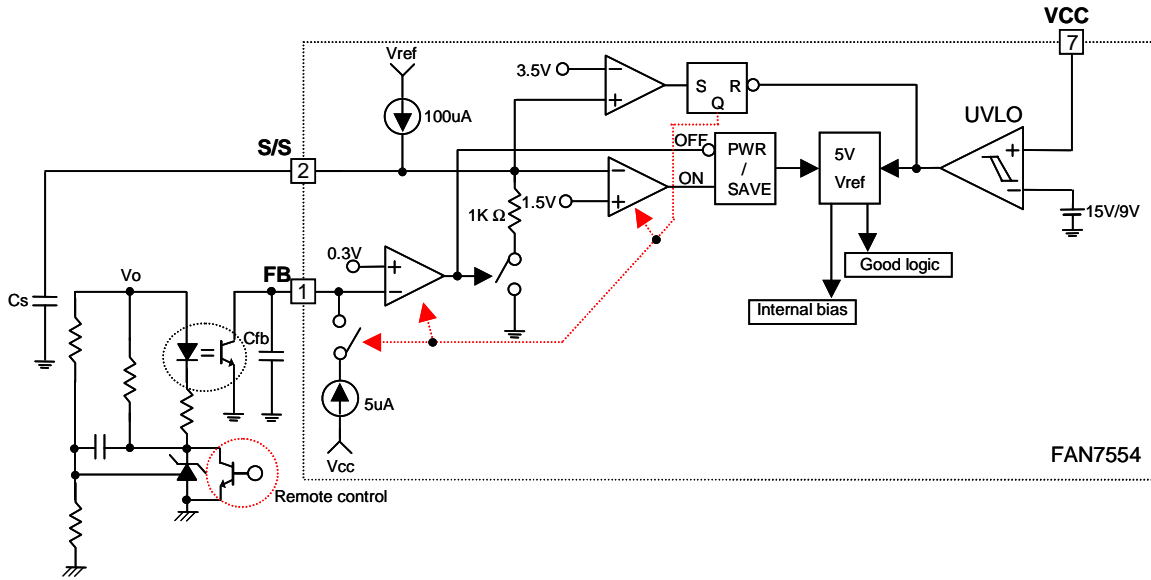 VCC
7
Vref
3.5V
S
R
Q
100uA
UVLO
S/S
2
OFF
PWR
/
SAVE
5V
Vref
ON
1.5V
1K Ω
15V/9V
0.3V
Good logic
Vo
FB
1
Internal bias
Cs
Cfb
5uA
Vcc
FAN7554
Remote control